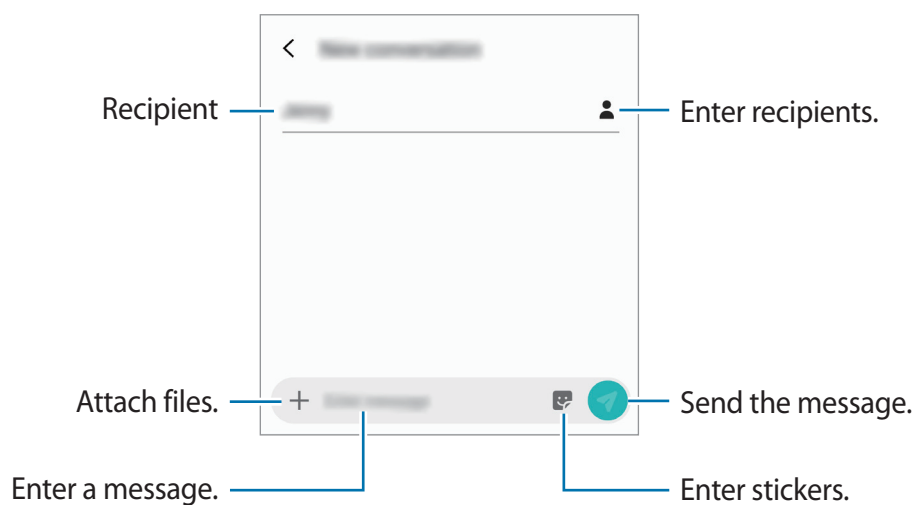 Recipient
Enter recipients.
Attach files.
Send the message.
Enter a message.
Enter stickers.